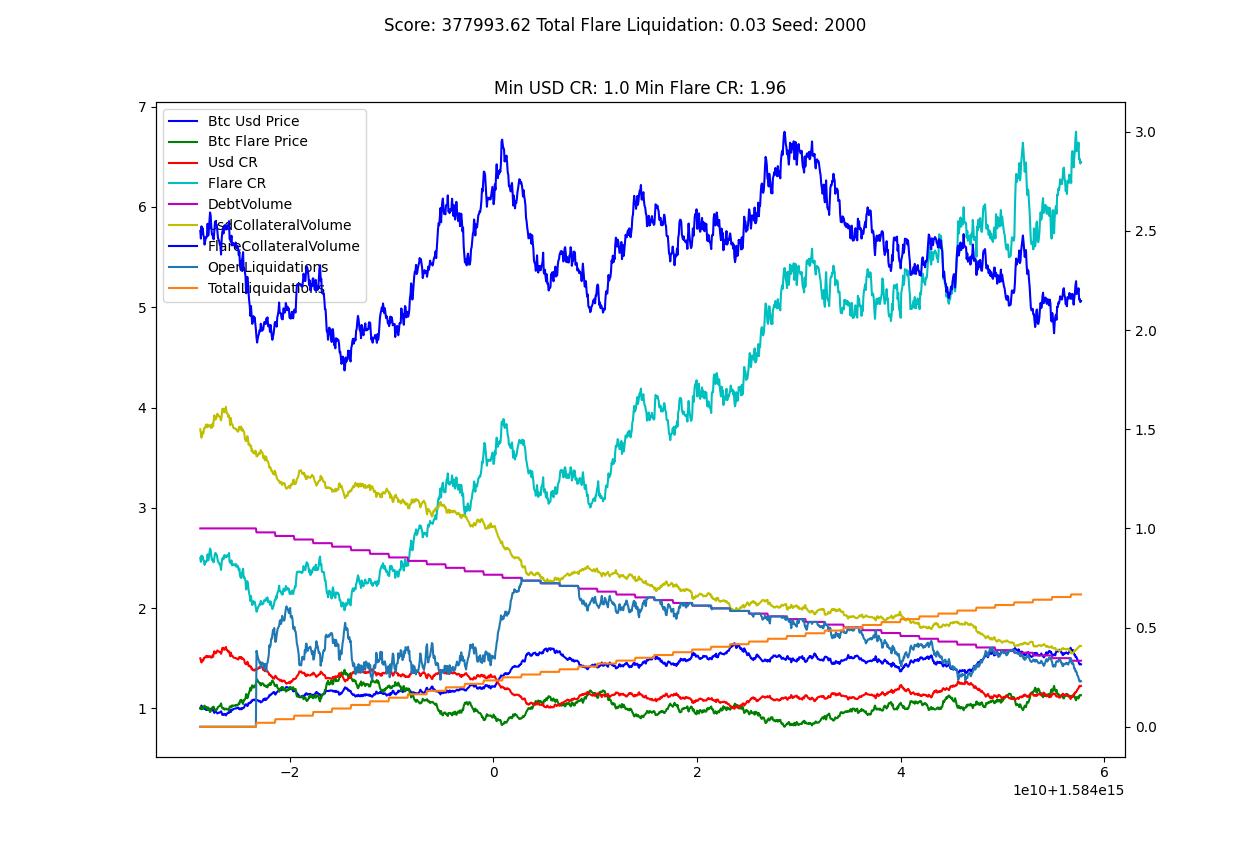 Score: 377993.62 Total Flare Liquidation: 0.03 Seed: 2000
Min USD CR: 1.0 Min Flare CR: 1.96
Btc Usd Price
Btc Flare Price
Usd CR
Flare CR
DebtVolume
UsdCollateralVolume
FlareCollateralVolume
OpenLiquidations
TotalLiquidations
7
6
5
4
3
2
1
3.0
2.5
2.0
1.5
1.0
0.5
0.0
−2
0
2
4
6
1e10+1.584e15